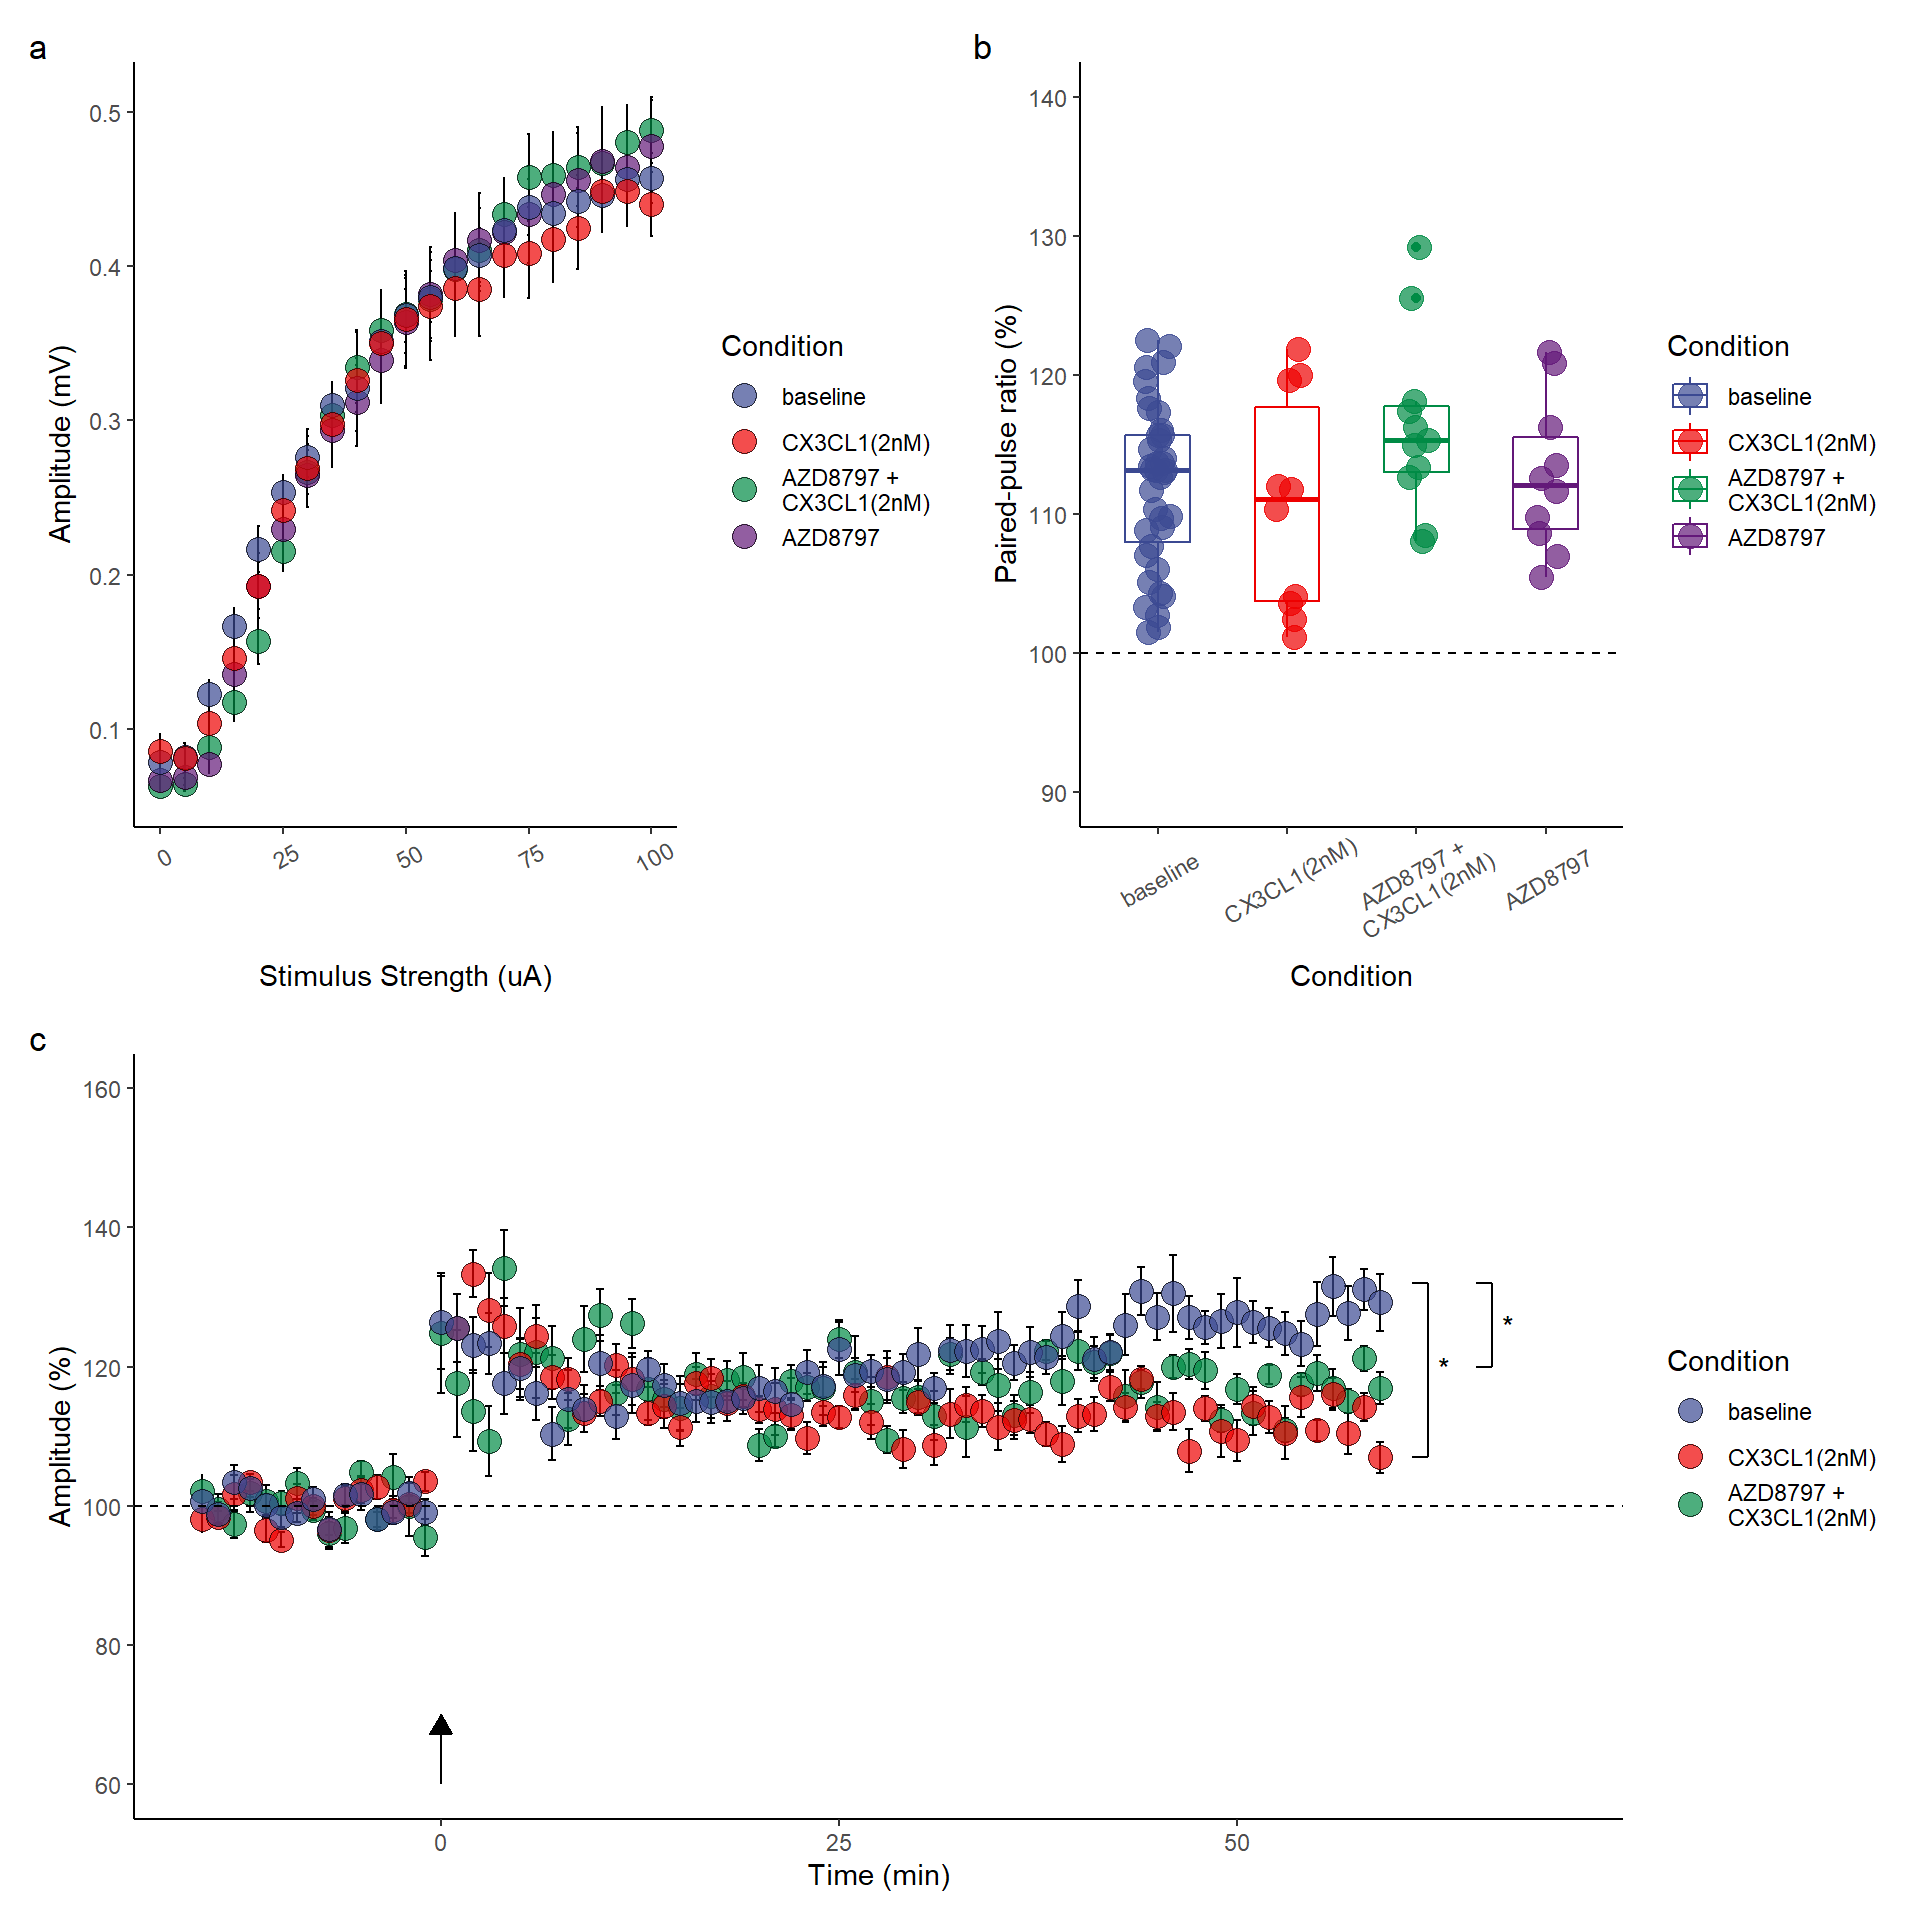 a
0.5
0.4
0.3
0.2
0.1
Amplitude (mV)
0
25
50
75
100
Stimulus Strength (uA)
Condition
baseline
CX3CL1(2nM)
AZD8797 +
CX3CL1(2nM)
AZD8797
b
140
130
120
110
100
90
Paired-pulse ratio (%)
baseline
CX3CL1(2nM)
AZD8797 +
CX3CL1(2nM)
AZD8797
Condition
Condition
baseline
CX3CL1(2nM)
AZD8797 +
CX3CL1(2nM)
AZD8797
c
160
140
120
100
80
60
Amplitude (%)
*
*
0
25
50
Time (min)
Condition
baseline
CX3CL1(2nM)
AZD8797 +
CX3CL1(2nM)